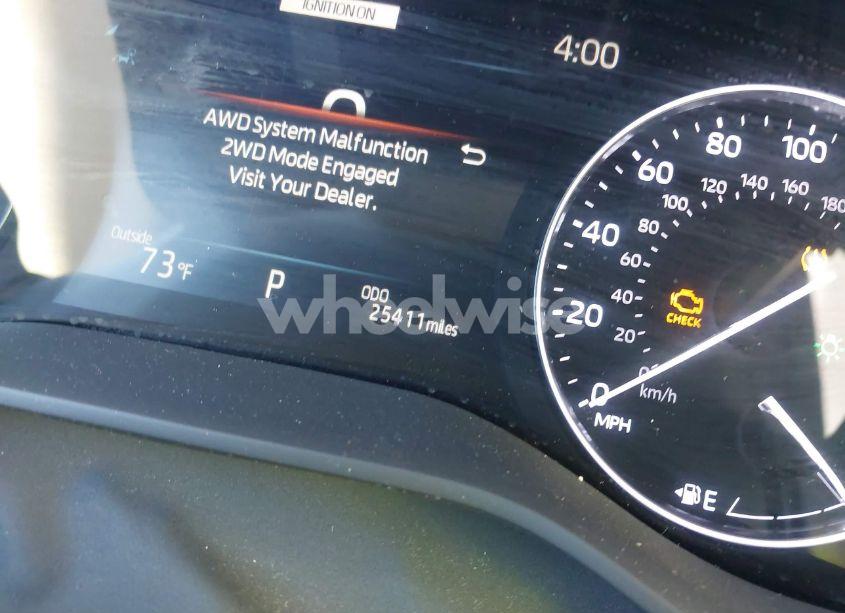 IGNITION ON
4:00
AWD System Malfunction
2WD Mode Engaged
Visit Your Dealer.
Outside
73°F
P
ODO
25411 miles
wheelwise
100
80
60
40
20
0
MPH
180
160
140
120
100
80
60
40
20
km/h
CHECK
E